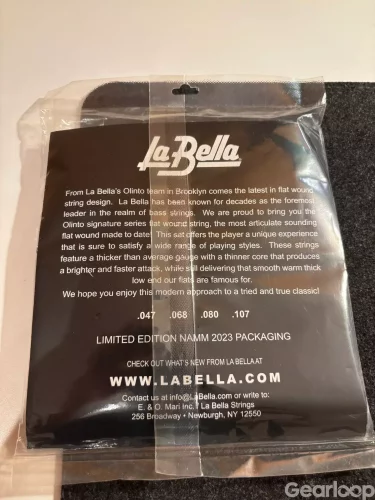 La Bella
From La Bella's Olinto team in Brooklyn comes the latest in flat wound
string design. La Bella has been known for decades as the foremost
leader in the realm of bass strings. We are proud to bring you the
Olinto signature series flat wound string, the most articulate sounding
flat wound made to date! This set offers the player a unique experience
that is sure to satisfy a wide range of playing styles. These strings
feature a thicker than average gauge with a thinner core that produces
a brighter and faster attack, while still delivering that smooth warm thick
low end our flats are famous for.
We hope you enjoy this modern approach to a tried and true classic!
.047 .068 .080 .107
LIMITED EDITION NAMM 2023 PACKAGING
CHECK OUT WHAT'S NEW FROM LA BELLA AT
WWW.LABELLA.COM
Contact us at info@LaBella.com or write to:
E. & O. Mari Inc. / La Bella Strings
256 Broadway • Newburgh, NY 12550
Gearloop